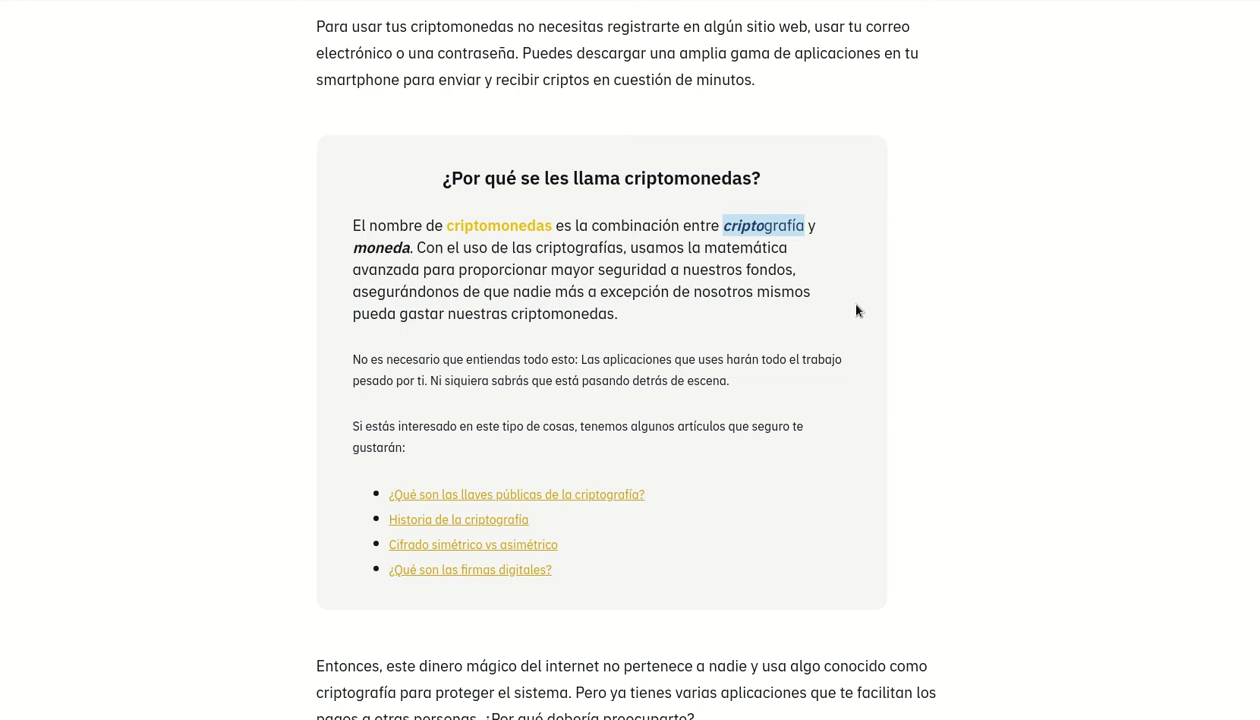 Para usar tus criptomonedas no necesitas registrarte en algún sitio web, usar tu correo
electrónico o una contraseña. Puedes descargar una amplia gama de aplicaciones en tu
smartphone para enviar y recibir criptos en cuestión de minutos.
¿Por qué se les llama criptomonedas?
El nombre de criptomonedas es la combinación entre criptografía y
moneda. Con el uso de las criptografías, usamos la matemática
avanzada para proporcionar mayor seguridad a nuestros fondos,
asegurándonos de que nadie más a excepción de nosotros mismos
pueda gastar nuestras criptomonedas.
No es necesario que entiendas todo esto: Las aplicaciones que uses harán todo el trabajo
pesado por ti. Ni siquiera sabrás que está pasando detrás de escena.
Si estás interesado en este tipo de cosas, tenemos algunos artículos que seguro te
gustarán:
¿Qué son las llaves públicas de la criptografía?
Historia de la criptografía
Cifrado simétrico vs asimétrico
¿Qué son las firmas digitales?
Entonces, este dinero mágico del internet no pertenece a nadie y usa algo conocido como
criptografía para proteger el sistema. Pero ya tienes varias aplicaciones que te facilitan los
pagos a otras personas. ¿Por qué debería preocuparte?